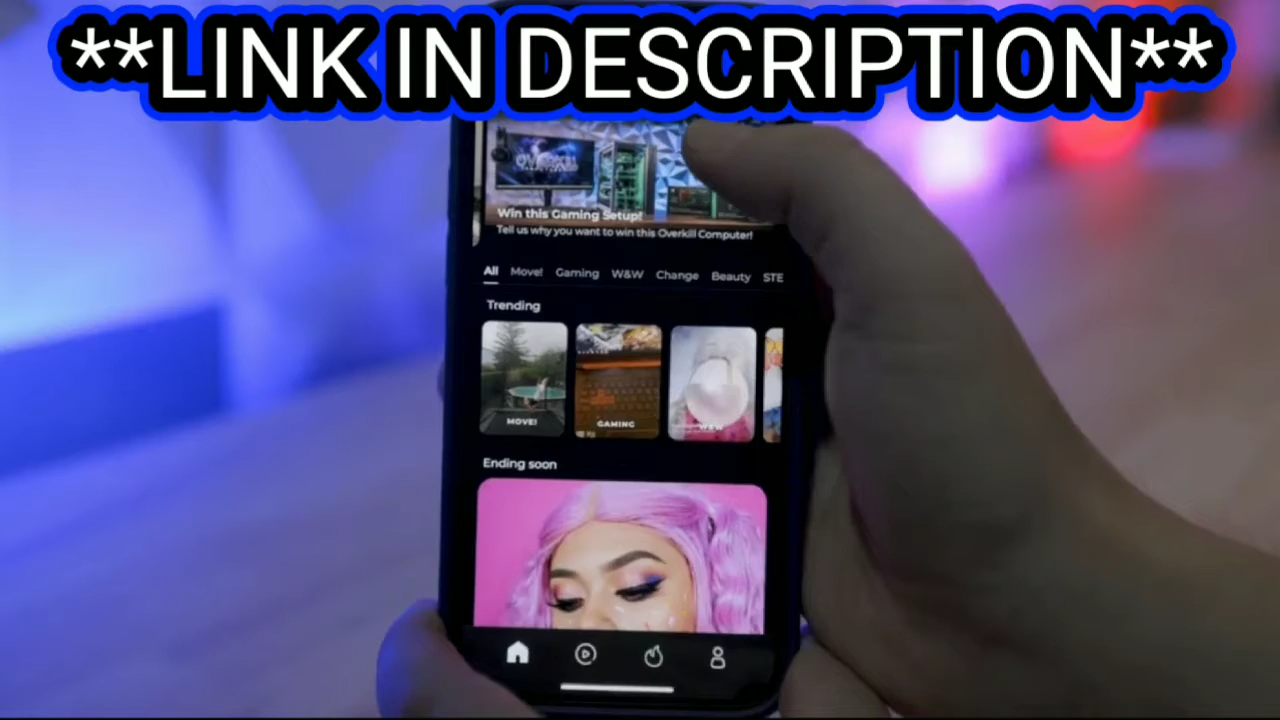 **LINK IN DESCRIPTION**
Win this Gaming Setup!
Tell us why you want to win this Overkill Computer!
All Move! Gaming W&W Change Beauty STE
Trending
MOVE! GAMING W&W
Ending soon